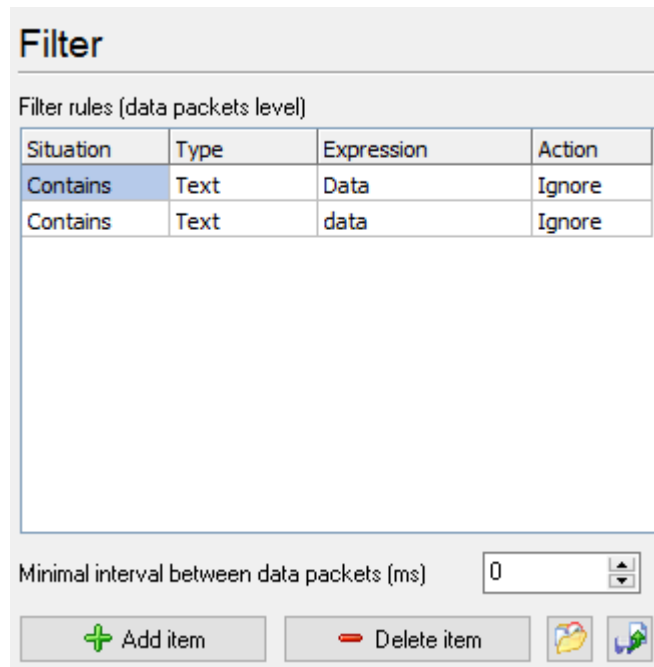 Filter
Filter rules (data packets level)
Situation Type Expression Action
Contains Text Data Ignore
Contains Text data Ignore
Minimal interval between data packets (ms) 0
Add item Delete item